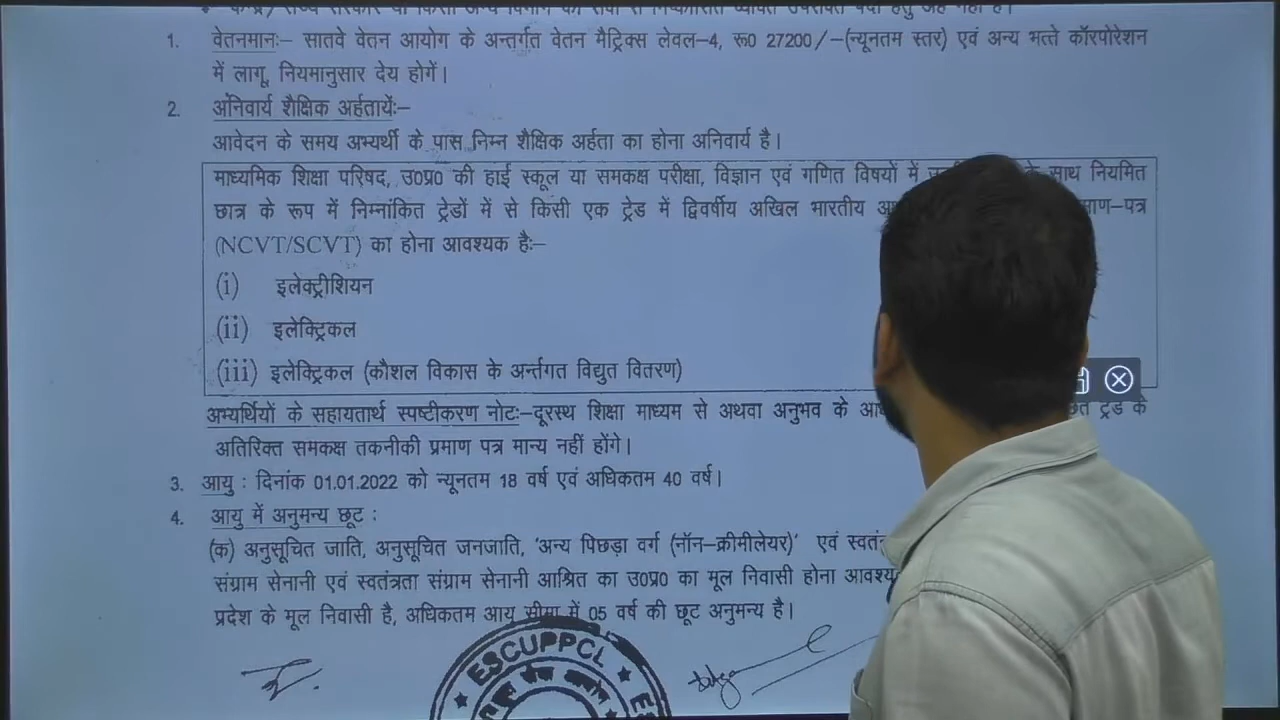 1. वेतनमानः– सातवे वेतन आयोग के अन्तर्गत वेतन मैट्रिक्स लेवल–4, रू0 27200/–(न्यूनतम स्तर) एवं अन्य भत्ते कॉरपोरेशन
में लागू, नियमानुसार देय होगें।
2. अनिवार्य शैक्षिक अर्हतायेंः–
आवेदन के समय अभ्यर्थी के पास निम्न शैक्षिक अर्हता का होना अनिवार्य है।
माध्यमिक शिक्षा परिषद, उ0प्र0 की हाई स्कूल या समकक्ष परीक्षा, विज्ञान एवं गणित विषयों में साथ नियमित
छात्र के रूप में निम्नांकित ट्रेडों में से किसी एक ट्रेड में द्विवर्षीय अखिल भारतीय –पत्र
(NCVT/SCVT) का होना आवश्यक हैः–
(i) इलेक्ट्रीशियन
(ii) इलेक्ट्रिकल
(iii) इलेक्ट्रिकल (कौशल विकास के अर्न्तगत विद्युत वितरण)
अभ्यर्थियों के सहायतार्थ स्पष्टीकरण नोटः–दूरस्थ शिक्षा माध्यम से अथवा अनुभव के ट्रेड के
अतिरिक्त समकक्ष तकनीकी प्रमाण पत्र मान्य नहीं होंगे।
3. आयु : दिनांक 01.01.2022 को न्यूनतम 18 वर्ष एवं अधिकतम 40 वर्ष।
4. आयु में अनुमन्य छूट :
(क) अनुसूचित जाति, अनुसूचित जनजाति, 'अन्य पिछड़ा वर्ग (नॉन–क्रीमीलेयर)' एवं
संग्राम सेनानी एवं स्वतंत्रता संग्राम सेनानी आश्रित का उ0प्र0 का मूल निवासी होना
प्रदेश के मूल निवासी है, अधिकतम आयु सीमा में 05 वर्ष की छूट अनुमन्य है।
ESCUPPCL